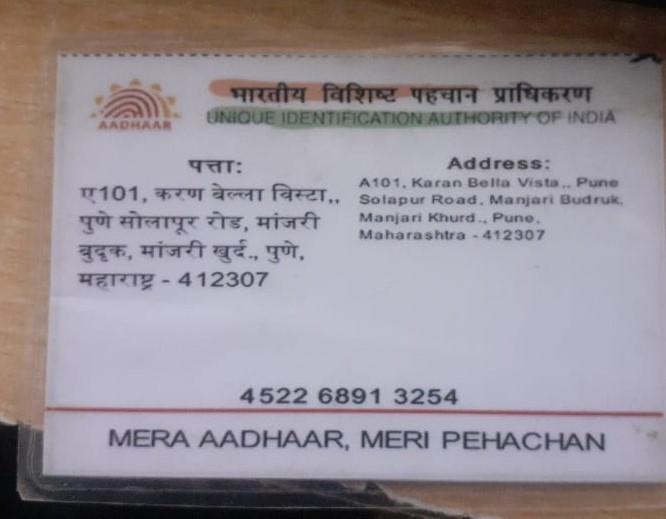 भारतीय विशिष्ट पहचान प्राधिकरण
AADHAAR
UNIQUE IDENTIFICATION AUTHORITY OF INDIA
पत्ता:
ए101, करण बेल्ला विस्टा,,
पुणे सोलापूर रोड, मांजरी
बुद्रूक, मांजरी खुर्द., पुणे,
महाराष्ट्र - 412307
Address:
A101, Karan Bella Vista,, Pune
Solapur Road, Manjari Budruk,
Manjari Khurd., Pune,
Maharashtra - 412307
4522 6891 3254
MERA AADHAAR, MERI PEHACHAN